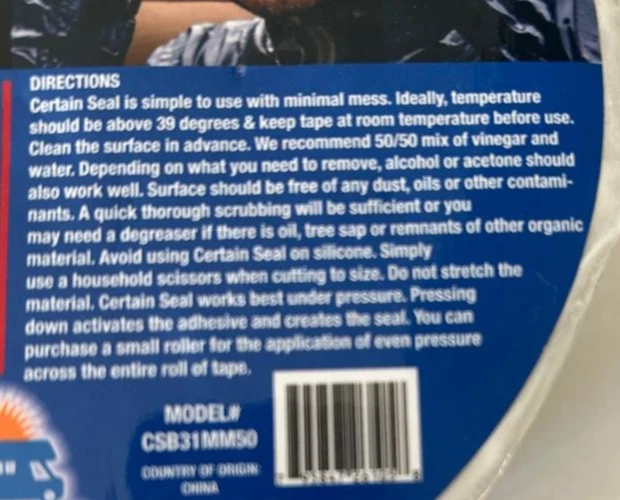 DIRECTIONS
Certain Seal is simple to use with minimal mess. Ideally, temperature
should be above 39 degrees & keep tape at room temperature before use.
Clean the surface in advance. We recommend 50/50 mix of vinegar and
water. Depending on what you need to remove, alcohol or acetone should
also work well. Surface should be free of any dust, oils or other contami-
nants. A quick thorough scrubbing will be sufficient or you
may need a degreaser if there is oil, tree sap or remnants of other organic
material. Avoid using Certain Seal on silicone. Simply
use a household scissors when cutting to size. Do not stretch the
material. Certain Seal works best under pressure. Pressing
down activates the adhesive and creates the seal. You can
purchase a small roller for the application of even pressure
across the entire roll of tape.
MODEL#
CSB31MM50
COUNTRY OF ORIGIN:
CHINA